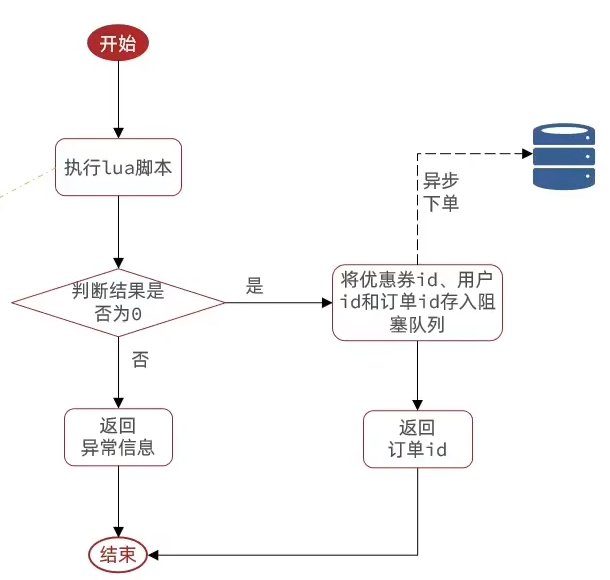 开始
执行lua脚本
异步
下单
判断结果是
否为0
是
将优惠券id、用户
id和订单id存入阻
塞队列
否
返回
异常信息
返回
订单id
结束